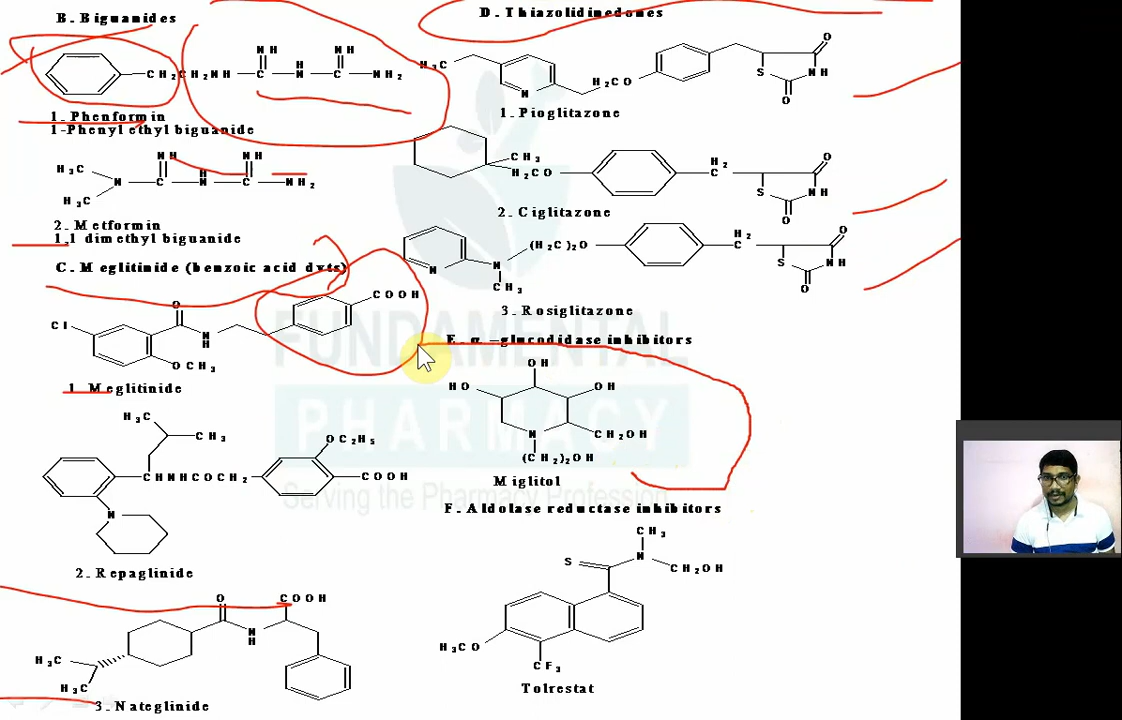 B. Biguanides
NH NH
CH2CH2NH N H NH2
1. Phenformin
1-Phenyl ethyl biguanide
NH NH
H3C N H3C N H NH2
2. Metformin
1,1 dimethyl biguanide
C. Meglitinide (benzoic acid dvts)
COOH
O
Cl N H
OCH3
1. Meglitinide
H3C
CH3 OC2H5
CHNHCOCH2 COOH
N
2. Repaglinide
O COOH
N H
H3C
H3C
3. Nateglinide
D. Thiazolidinedones
H3C N H2CO S O NH O
1. Pioglitazone
CH3
H2CO H2 C S O NH O
2. Ciglitazone
N N CH3 (H2C)2O H2 C S O NH O
3. Rosiglitazone
E. α -glucodidase inhibitors
OH
HO OH
N CH2OH
(CH2)2OH
Miglitol
F. Aldolase reductase inhibitors
CH3
S N
CH2OH
H3CO
CF3
Tolrestat
FUNDAMENTAL
PHARMACY
Serving the Pharmacy Profession